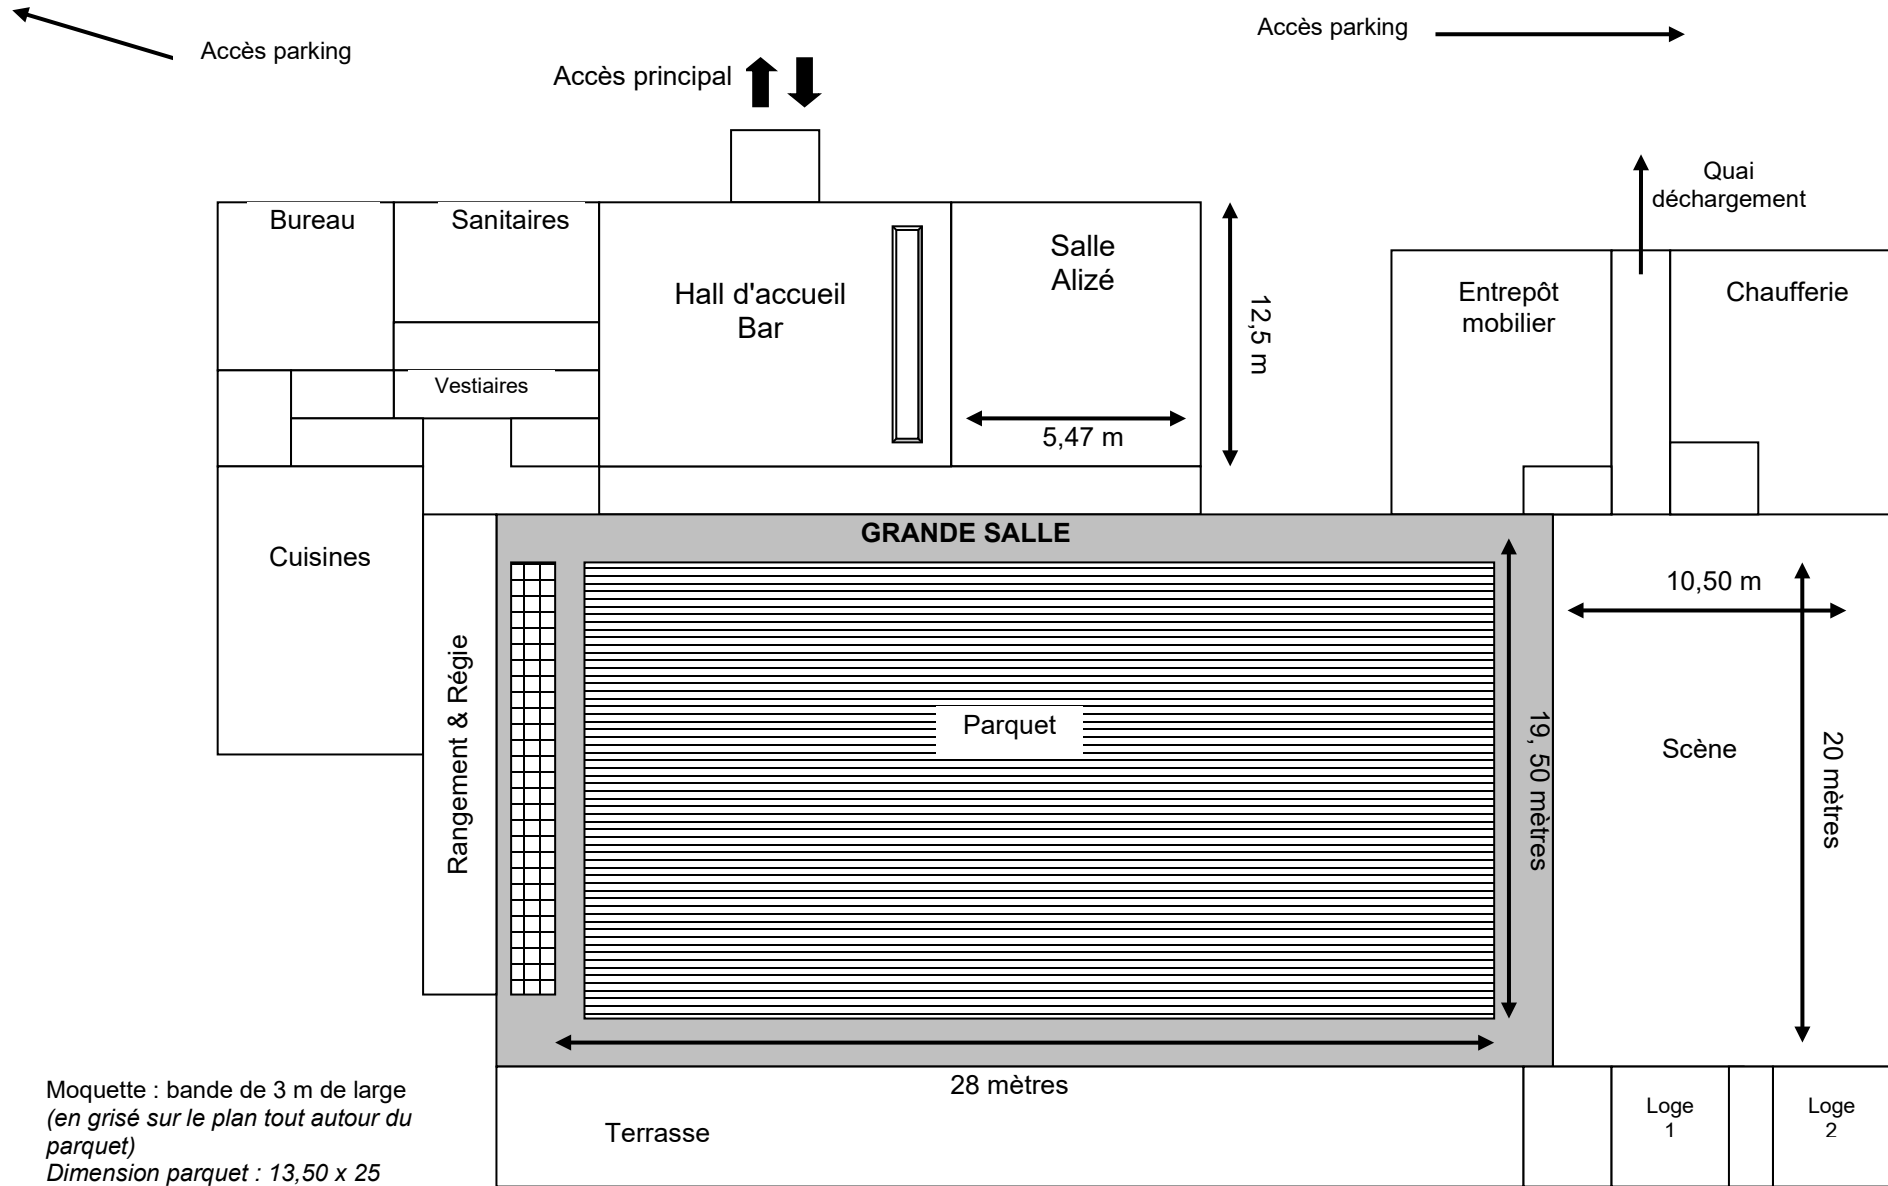 Accès parking
Accès parking
Accès principal
Quai
déchargement
Bureau
Sanitaires
Hall d'accueil
Bar
Salle
Alizé
12,5 m
Entrepôt
mobilier
Chaufferie
Vestiaires
5,47 m
GRANDE SALLE
Cuisines
10,50 m
Rangement & Régie
Parquet
19, 50 mètres
Scène
20 mètres
28 mètres
Terrasse
Loge
1
Loge
2
Moquette : bande de 3 m de large
(en grisé sur le plan tout autour du
parquet)
Dimension parquet : 13,50 x 25